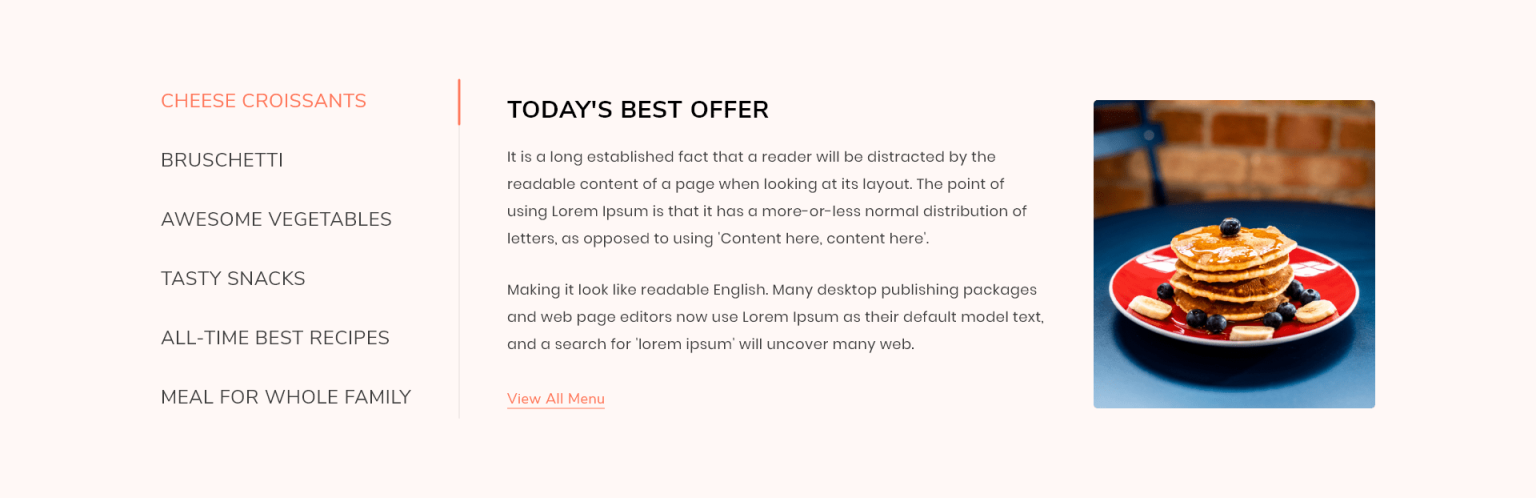 CHEESE CROISSANTS
BRUSCHETTI
AWESOME VEGETABLES
TASTY SNACKS
ALL-TIME BEST RECIPES
MEAL FOR WHOLE FAMILY
TODAY'S BEST OFFER
It is a long established fact that a reader will be distracted by the
readable content of a page when looking at its layout. The point of
using Lorem Ipsum is that it has a more-or-less normal distribution of
letters, as opposed to using 'Content here, content here'.
Making it look like readable English. Many desktop publishing packages
and web page editors now use Lorem Ipsum as their default model text,
and a search for 'lorem ipsum' will uncover many web.
View All Menu